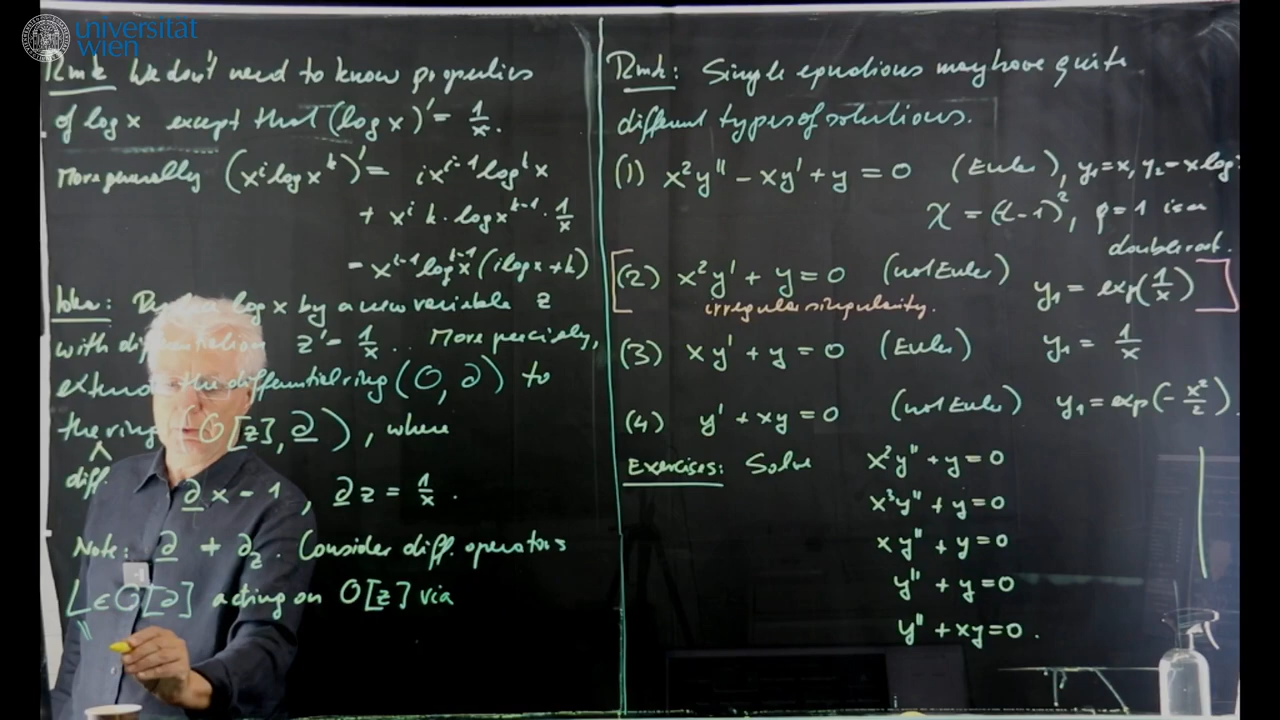 universität
wien
Rmk We don't need to know properties
of log x except that (log x)' = 1/x.
More generally (x^i log x^k)' = ix^{i-1} log^k x
+ x^i k · log x^{k-1} · 1/x
= x^{i-1} log^{k-1} x (i log x + k)
Idea: log x by a new variable z
with differentiation z' = 1/x. More precisely,
extend the differential ring (O, ∂) to
the diff. ring (O[z], ∂), where
∂x = 1, ∂z = 1/x.
Note: ∂ ≠ ∂_z. Consider diff. operators
L ∈ O[∂] acting on O[z] via
Rmk: Simple equations may have quite
different types of solutions.
(1) x²y'' - xy' + y = 0 (Euler), y₁ = x, y₂ = x log
χ = (t-1)², ρ = 1 is a
double root.
(2) x²y' + y = 0 (not Euler) y₁ = exp(1/x)
irregular singularity.
(3) xy' + y = 0 (Euler) y₁ = 1/x
(4) y' + xy = 0 (not Euler) y₁ = exp(-x²/2).
Exercises: Solve x²y'' + y = 0
x³y'' + y = 0
xy'' + y = 0
y'' + y = 0
y'' + xy = 0.